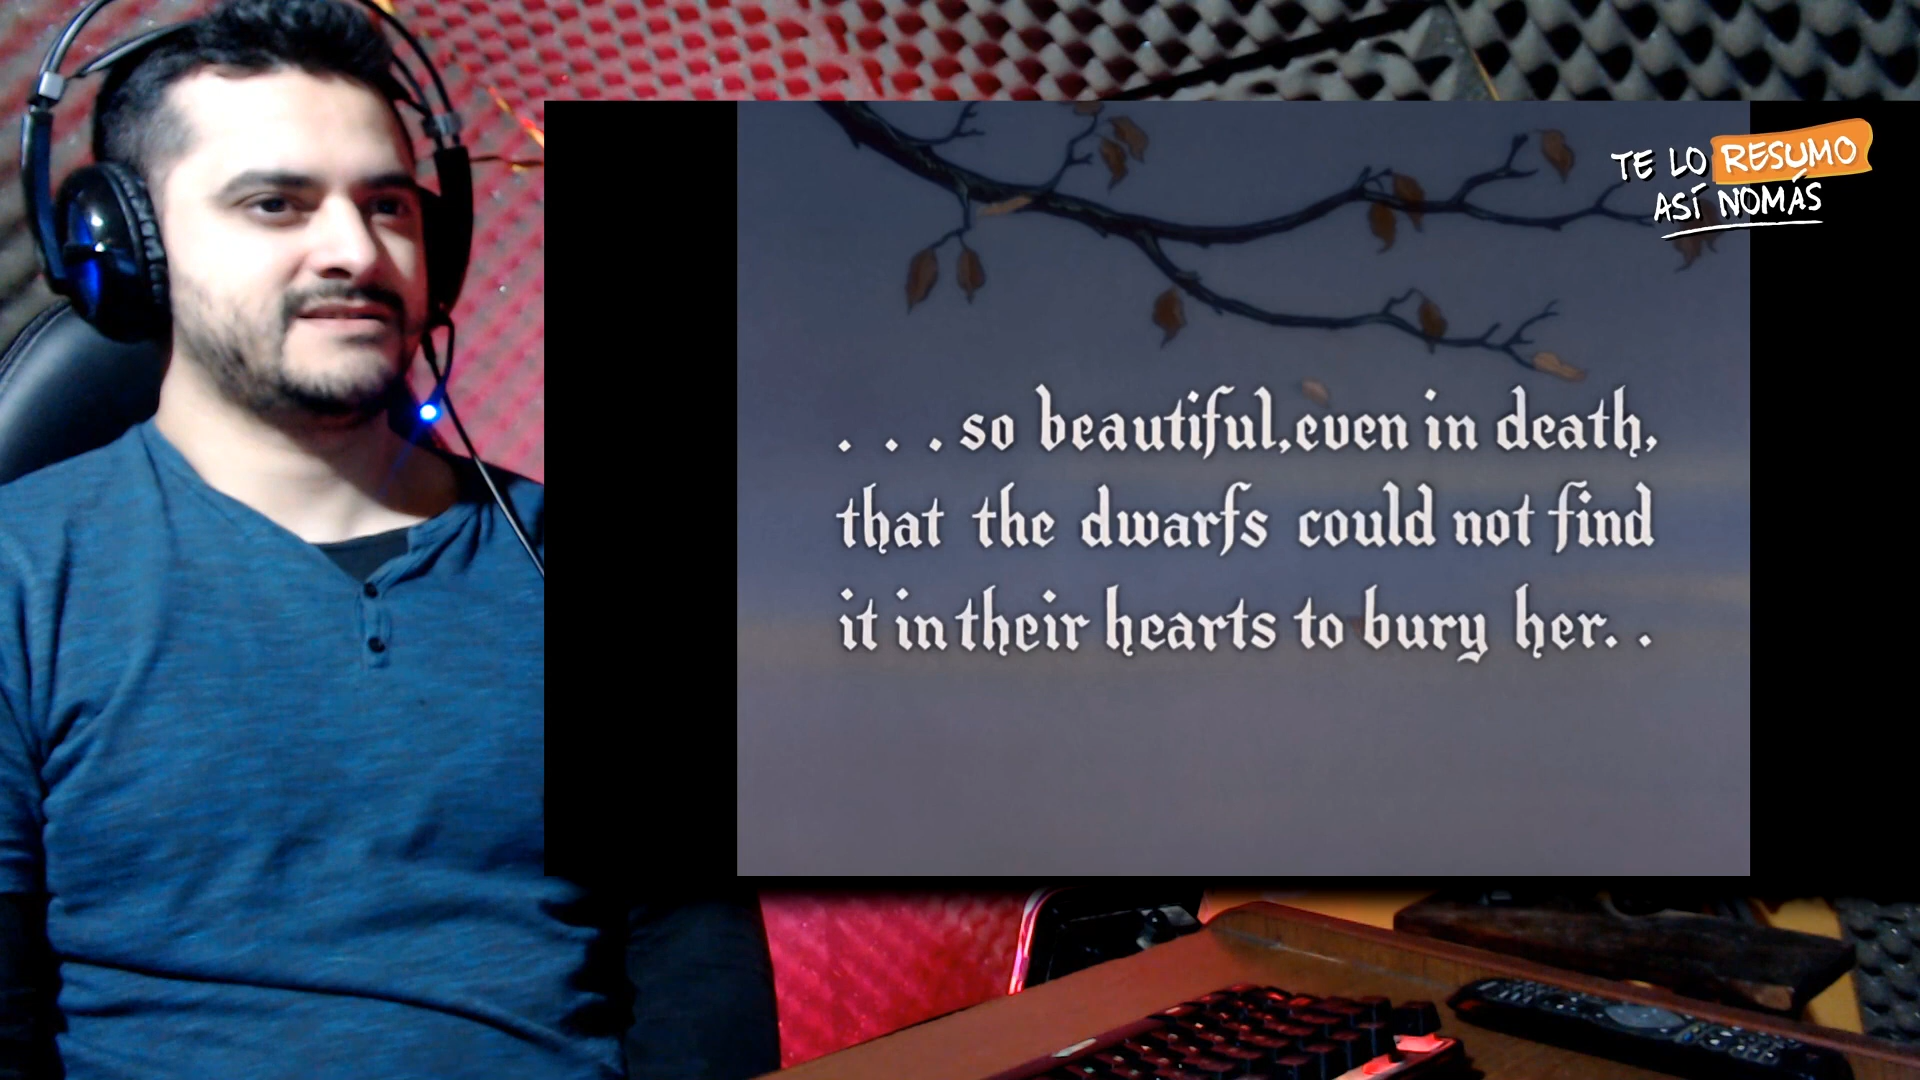 TE LO RESUMO
ASÍ NOMÁS
. . . so beautiful, even in death,
that the dwarfs could not find
it in their hearts to bury her. .